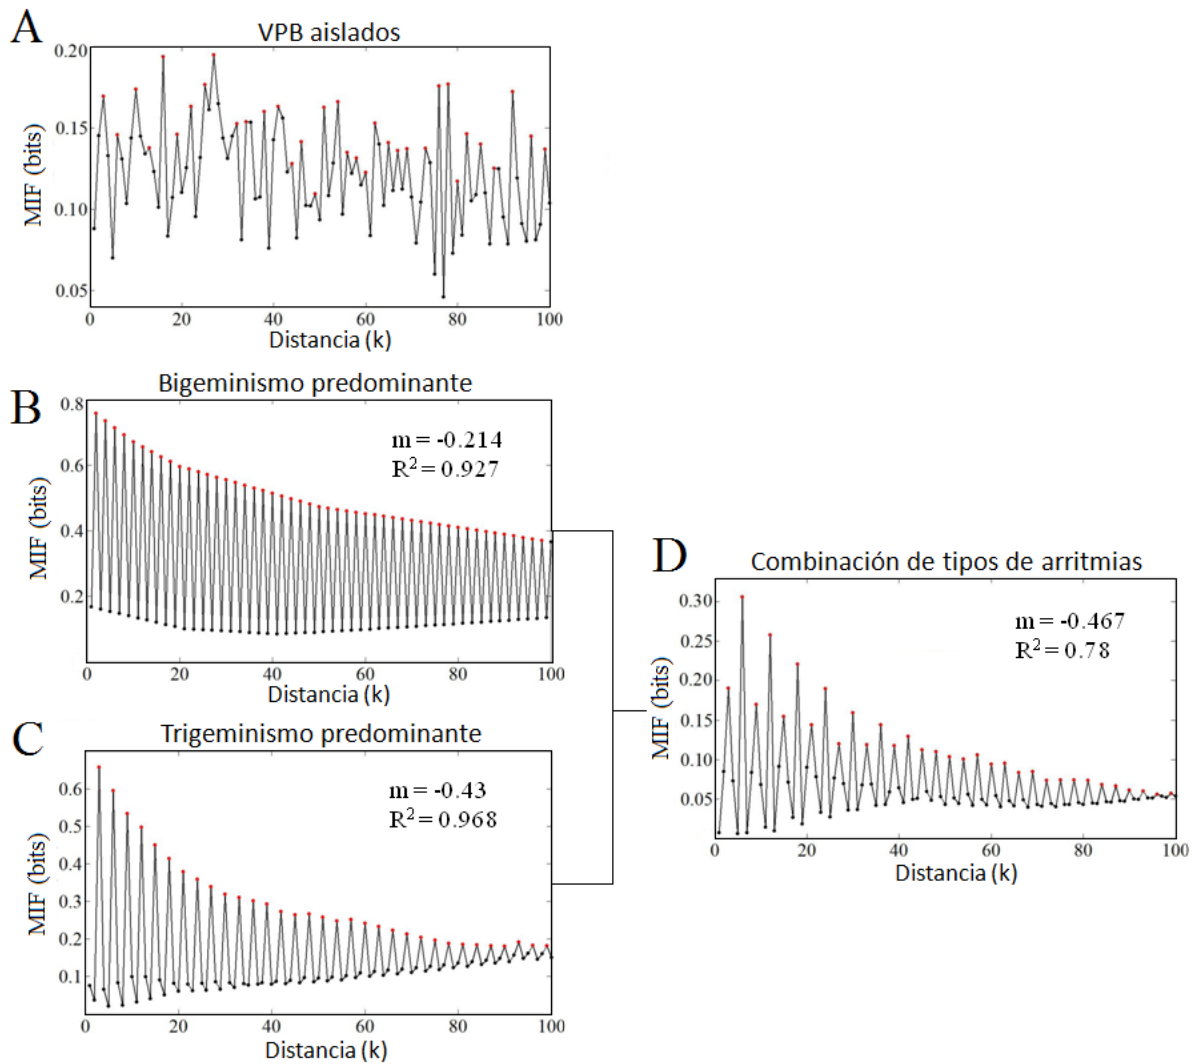 A
VPB aislados
MIF (bits)
0.20
0.15
0.10
0.05
0 20 40 60 80 100
Distancia (k)
B
Bigeminismo predominante
MIF (bits)
0.8
0.6
0.4
0.2
m = -0.214
R² = 0.927
0 20 40 60 80 100
Distancia (k)
C
Trigeminismo predominante
MIF (bits)
0.6
0.5
0.4
0.3
0.2
0.1
m = -0.43
R² = 0.968
0 20 40 60 80 100
Distancia (k)
D
Combinación de tipos de arritmias
MIF (bits)
0.30
0.25
0.20
0.15
0.10
0.05
m = -0.467
R² = 0.78
0 20 40 60 80 100
Distancia (k)